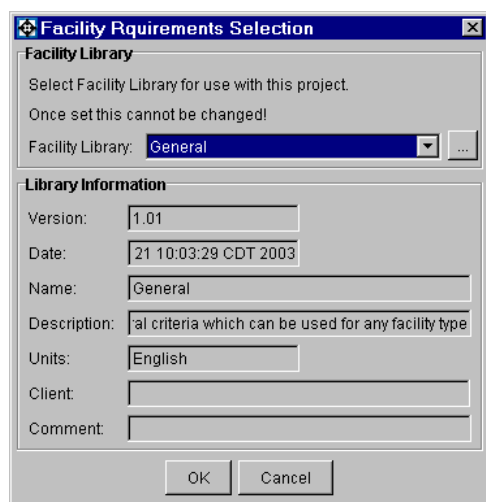 Facility Rquirements Selection
Facility Library
Select Facility Library for use with this project.
Once set this cannot be changed!
Facility Library: General ...
Library Information
Version: 1.01
Date: 21 10:03:29 CDT 2003
Name: General
Description: al criteria which can be used for any facility type
Units: English
Client:
Comment:
OK Cancel